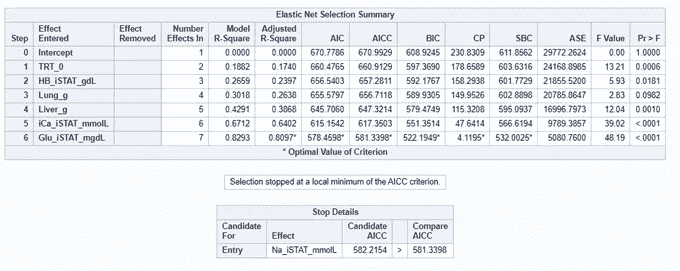 Elastic Net Selection Summary
Step Effect Entered Effect Removed Number Effects In Model R-Square Adjusted R-Square AIC AICC BIC CP SBC ASE F Value Pr > F
0 Intercept 1 0.0000 0.0000 670.7786 670.9929 608.9245 230.8309 611.8562 29772.2624 0.00 1.0000
1 TRT_0 2 0.1882 0.1740 660.4765 660.9129 597.3690 178.6589 603.6316 24168.8985 13.21 0.0006
2 HB_iSTAT_gdL 3 0.2659 0.2397 656.5403 657.2811 592.1767 158.2938 601.7729 21855.5200 5.93 0.0181
3 Lung_g 4 0.3018 0.2638 655.5797 656.7118 589.9305 149.9526 602.8898 20785.8647 2.83 0.0982
4 Liver_g 5 0.4291 0.3868 645.7060 647.3214 579.4749 115.3208 595.0937 16996.7973 12.04 0.0010
5 iCa_iSTAT_mmolL 6 0.6712 0.6402 615.1542 617.3503 551.3514 47.6414 566.6194 9789.3857 39.02 <.0001
6 Glu_iSTAT_mgdL 7 0.8293 0.8097* 578.4598* 581.3398* 522.1949* 4.1195* 532.0025* 5080.7600 48.19 <.0001
* Optimal Value of Criterion
Selection stopped at a local minimum of the AICC criterion.
Stop Details
Candidate For Effect Candidate AICC Compare AICC
Entry Na_iSTAT_mmolL 582.2154 > 581.3398